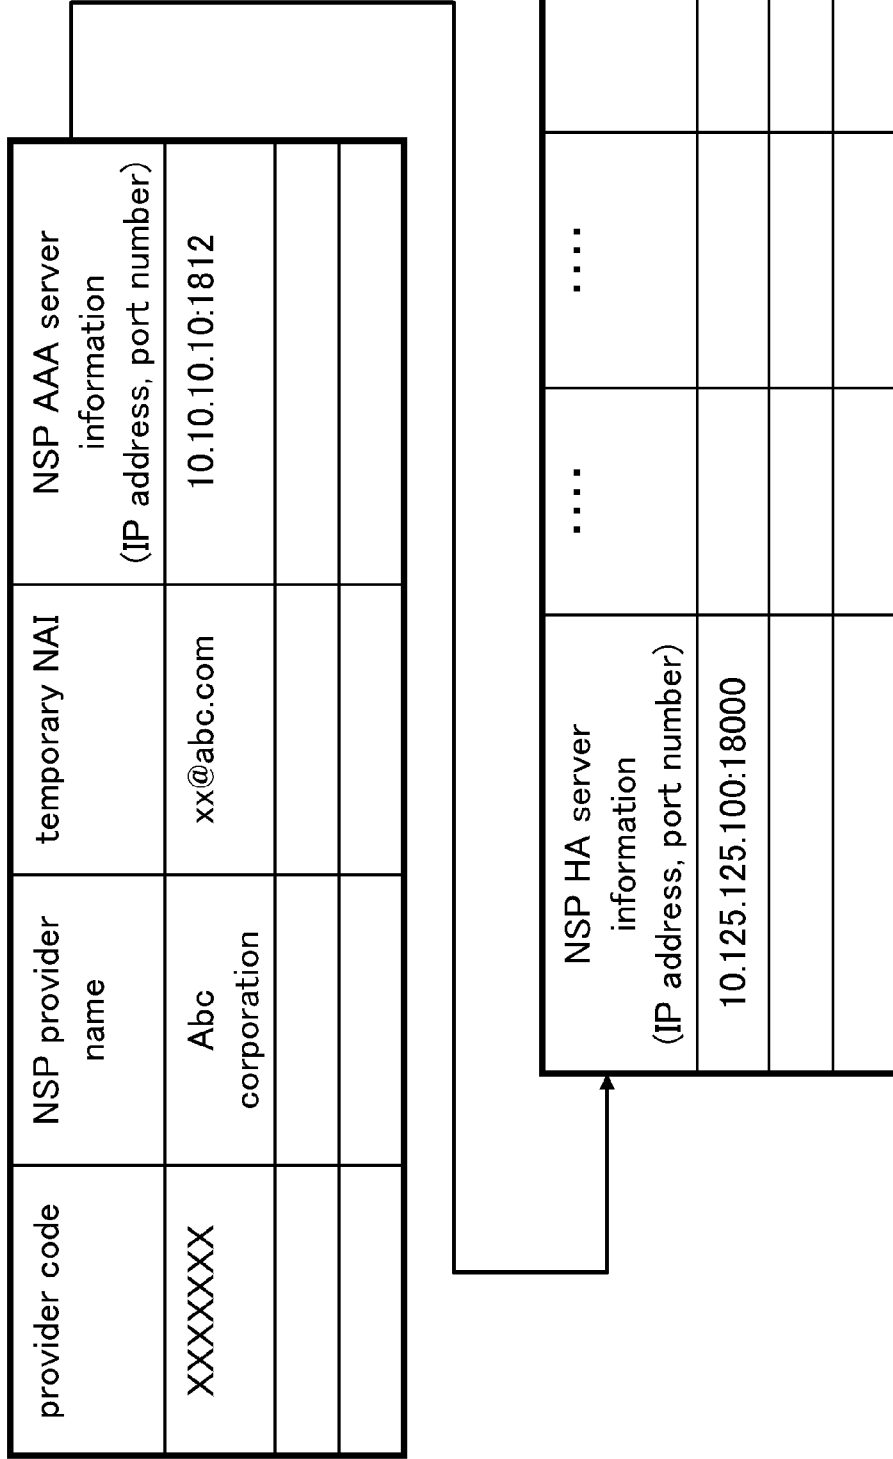 provider code
NSP provider
name
temporary NAI
NSP AAA server
information
(IP address, port number)
XXXXXXX
Abc
corporation
xx@abc.com
10.10.10.10:1812
NSP HA server
information
(IP address, port number)
....
....
10.125.125.100:18000